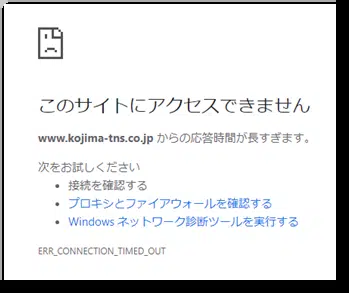 このサイトにアクセスできません
www.kojima-tns.co.jp からの応答時間が長すぎます。
次をお試しください
• 接続を確認する
• プロキシとファイアウォールを確認する
• Windows ネットワーク診断ツールを実行する
ERR_CONNECTION_TIMED_OUT